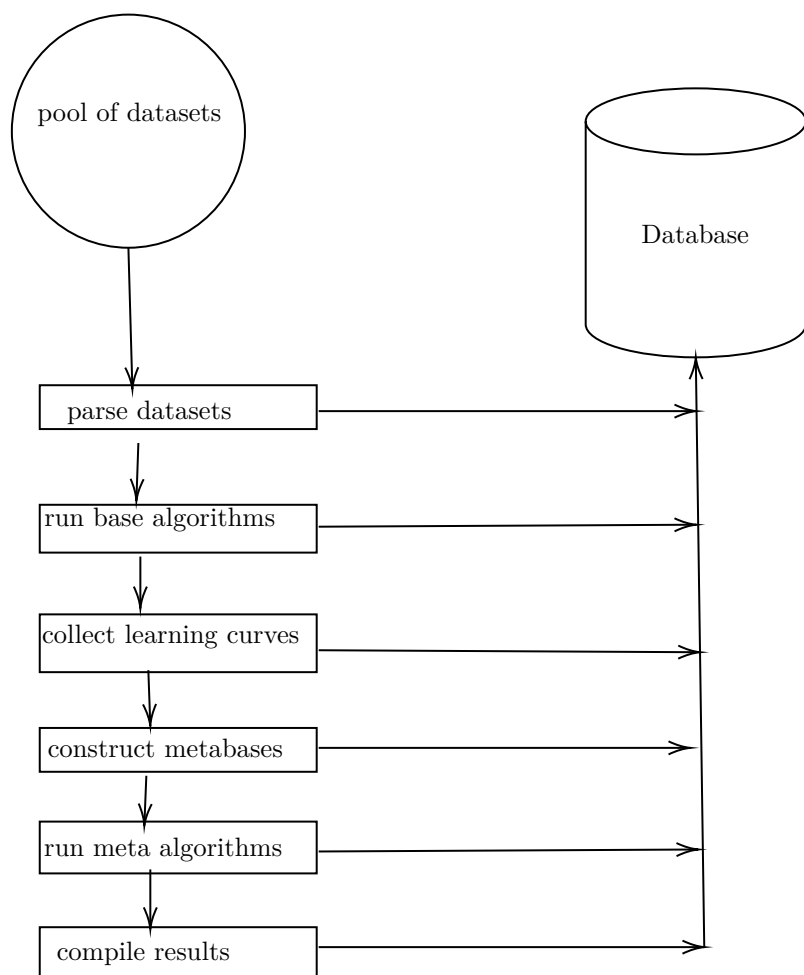 pool of datasets
Database
parse datasets
run base algorithms
collect learning curves
construct metabases
run meta algorithms
compile results